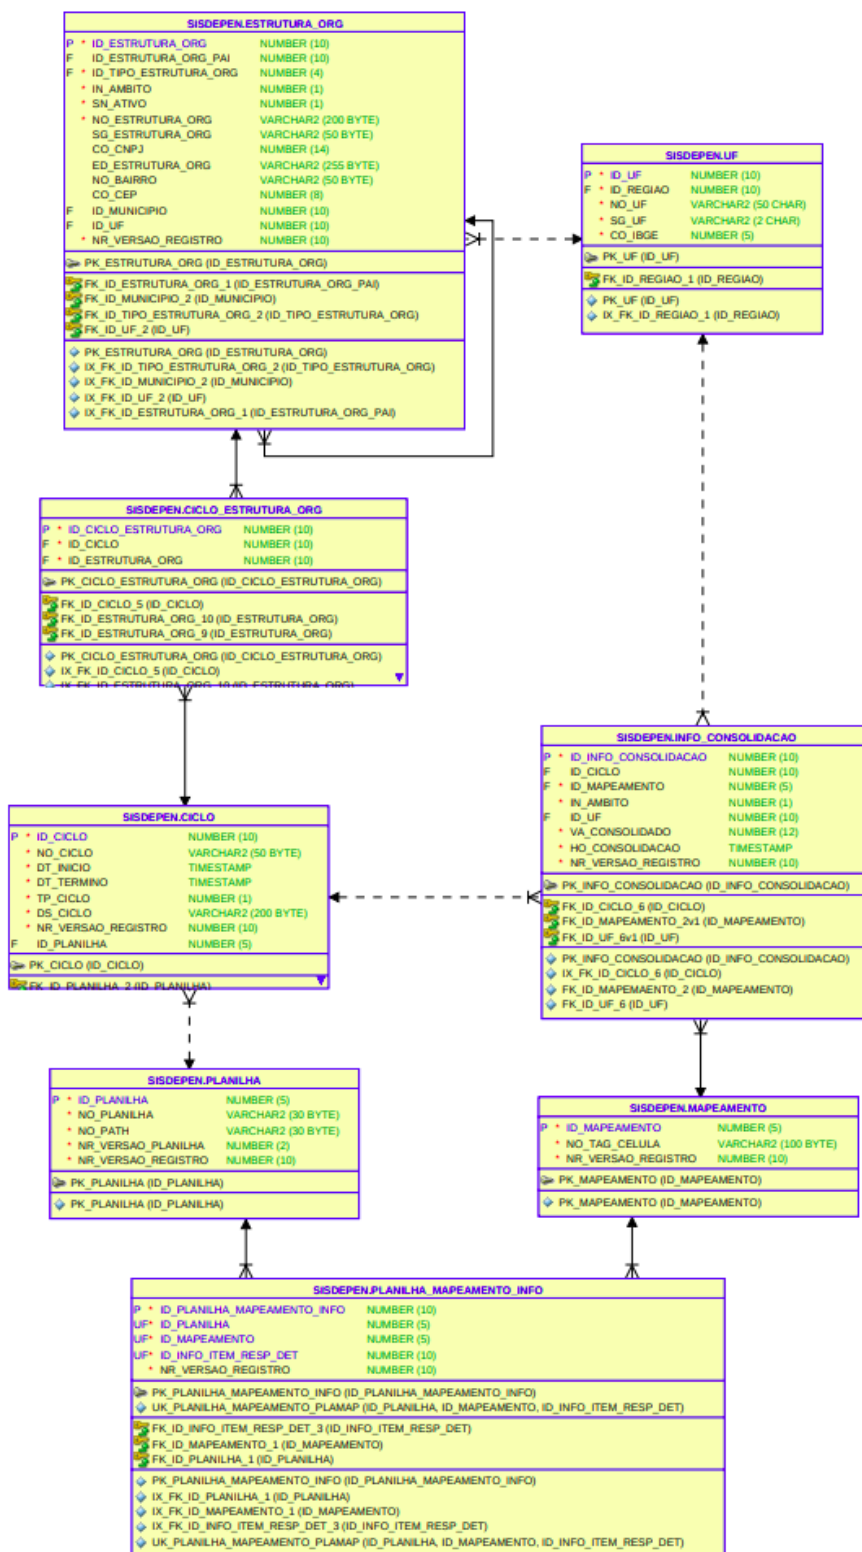 SISDEPEN.ESTRUTURA_ORG
P * ID_ESTRUTURA_ORG NUMBER (10)
F ID_ESTRUTURA_ORG_PAI NUMBER (10)
F * ID_TIPO_ESTRUTURA_ORG NUMBER (4)
* IN_AMBITO NUMBER (1)
* SN_ATIVO NUMBER (1)
* NO_ESTRUTURA_ORG VARCHAR2 (200 BYTE)
SG_ESTRUTURA_ORG VARCHAR2 (50 BYTE)
CO_CNPJ NUMBER (14)
ED_ESTRUTURA_ORG VARCHAR2 (255 BYTE)
NO_BAIRRO VARCHAR2 (50 BYTE)
CO_CEP NUMBER (8)
F ID_MUNICIPIO NUMBER (10)
F ID_UF NUMBER (10)
* NR_VERSAO_REGISTRO NUMBER (10)
PK_ESTRUTURA_ORG (ID_ESTRUTURA_ORG)
FK_ID_ESTRUTURA_ORG_1 (ID_ESTRUTURA_ORG_PAI)
FK_ID_MUNICIPIO_2 (ID_MUNICIPIO)
FK_ID_TIPO_ESTRUTURA_ORG_2 (ID_TIPO_ESTRUTURA_ORG)
FK_ID_UF_2 (ID_UF)
PK_ESTRUTURA_ORG (ID_ESTRUTURA_ORG)
IX_FK_ID_TIPO_ESTRUTURA_ORG_2 (ID_TIPO_ESTRUTURA_ORG)
IX_FK_ID_MUNICIPIO_2 (ID_MUNICIPIO)
IX_FK_ID_UF_2 (ID_UF)
IX_FK_ID_ESTRUTURA_ORG_1 (ID_ESTRUTURA_ORG_PAI)
SISDEPEN.UF
P * ID_UF NUMBER (10)
F * ID_REGIAO NUMBER (10)
* NO_UF VARCHAR2 (50 CHAR)
* SG_UF VARCHAR2 (2 CHAR)
* CO_IBGE NUMBER (5)
PK_UF (ID_UF)
FK_ID_REGIAO_1 (ID_REGIAO)
PK_UF (ID_UF)
IX_FK_ID_REGIAO_1 (ID_REGIAO)
SISDEPEN.CICLO_ESTRUTURA_ORG
P * ID_CICLO_ESTRUTURA_ORG NUMBER (10)
F * ID_CICLO NUMBER (10)
F * ID_ESTRUTURA_ORG NUMBER (10)
PK_CICLO_ESTRUTURA_ORG (ID_CICLO_ESTRUTURA_ORG)
FK_ID_CICLO_5 (ID_CICLO)
FK_ID_ESTRUTURA_ORG_10 (ID_ESTRUTURA_ORG)
FK_ID_ESTRUTURA_ORG_9 (ID_ESTRUTURA_ORG)
PK_CICLO_ESTRUTURA_ORG (ID_CICLO_ESTRUTURA_ORG)
IX_FK_ID_CICLO_5 (ID_CICLO)
IX_FK_ID_ESTRUTURA_ORG_10 (ID_ESTRUTURA_ORG)
SISDEPEN.INFO_CONSOLIDACAO
P * ID_INFO_CONSOLIDACAO NUMBER (10)
F ID_CICLO NUMBER (10)
F * ID_MAPEAMENTO NUMBER (5)
* IN_AMBITO NUMBER (1)
F ID_UF NUMBER (10)
* VA_CONSOLIDADO NUMBER (12)
* HO_CONSOLIDACAO TIMESTAMP
* NR_VERSAO_REGISTRO NUMBER (10)
PK_INFO_CONSOLIDACAO (ID_INFO_CONSOLIDACAO)
FK_ID_CICLO_6 (ID_CICLO)
FK_ID_MAPEAMENTO_2v1 (ID_MAPEAMENTO)
FK_ID_UF_6v1 (ID_UF)
PK_INFO_CONSOLIDACAO (ID_INFO_CONSOLIDACAO)
IX_FK_ID_CICLO_6 (ID_CICLO)
FK_ID_MAPEMAENTO_2 (ID_MAPEAMENTO)
FK_ID_UF_6 (ID_UF)
SISDEPEN.CICLO
P * ID_CICLO NUMBER (10)
* NO_CICLO VARCHAR2 (50 BYTE)
* DT_INICIO TIMESTAMP
* DT_TERMINO TIMESTAMP
* TP_CICLO NUMBER (1)
* DS_CICLO VARCHAR2 (200 BYTE)
* NR_VERSAO_REGISTRO NUMBER (10)
F ID_PLANILHA NUMBER (5)
PK_CICLO (ID_CICLO)
FK_ID_PLANILHA_2 (ID_PLANILHA)
SISDEPEN.PLANILHA
P * ID_PLANILHA NUMBER (5)
* NO_PLANILHA VARCHAR2 (30 BYTE)
* NO_PATH VARCHAR2 (30 BYTE)
* NR_VERSAO_PLANILHA NUMBER (2)
* NR_VERSAO_REGISTRO NUMBER (10)
PK_PLANILHA (ID_PLANILHA)
PK_PLANILHA (ID_PLANILHA)
SISDEPEN.MAPEAMENTO
P * ID_MAPEAMENTO NUMBER (5)
* NO_TAG_CELULA VARCHAR2 (100 BYTE)
* NR_VERSAO_REGISTRO NUMBER (10)
PK_MAPEAMENTO (ID_MAPEAMENTO)
PK_MAPEAMENTO (ID_MAPEAMENTO)
SISDEPEN.PLANILHA_MAPEAMENTO_INFO
P * ID_PLANILHA_MAPEAMENTO_INFO NUMBER (10)
UF* ID_PLANILHA NUMBER (5)
UF* ID_MAPEAMENTO NUMBER (5)
UF* ID_INFO_ITEM_RESP_DET NUMBER (10)
* NR_VERSAO_REGISTRO NUMBER (10)
PK_PLANILHA_MAPEAMENTO_INFO (ID_PLANILHA_MAPEAMENTO_INFO)
UK_PLANILHA_MAPEAMENTO_PLAMAP (ID_PLANILHA, ID_MAPEAMENTO, ID_INFO_ITEM_RESP_DET)
FK_ID_INFO_ITEM_RESP_DET_3 (ID_INFO_ITEM_RESP_DET)
FK_ID_MAPEAMENTO_1 (ID_MAPEAMENTO)
FK_ID_PLANILHA_1 (ID_PLANILHA)
PK_PLANILHA_MAPEAMENTO_INFO (ID_PLANILHA_MAPEAMENTO_INFO)
IX_FK_ID_PLANILHA_1 (ID_PLANILHA)
IX_FK_ID_MAPEAMENTO_1 (ID_MAPEAMENTO)
IX_FK_ID_INFO_ITEM_RESP_DET_3 (ID_INFO_ITEM_RESP_DET)
UK_PLANILHA_MAPEAMENTO_PLAMAP (ID_PLANILHA, ID_MAPEAMENTO, ID_INFO_ITEM_RESP_DET)